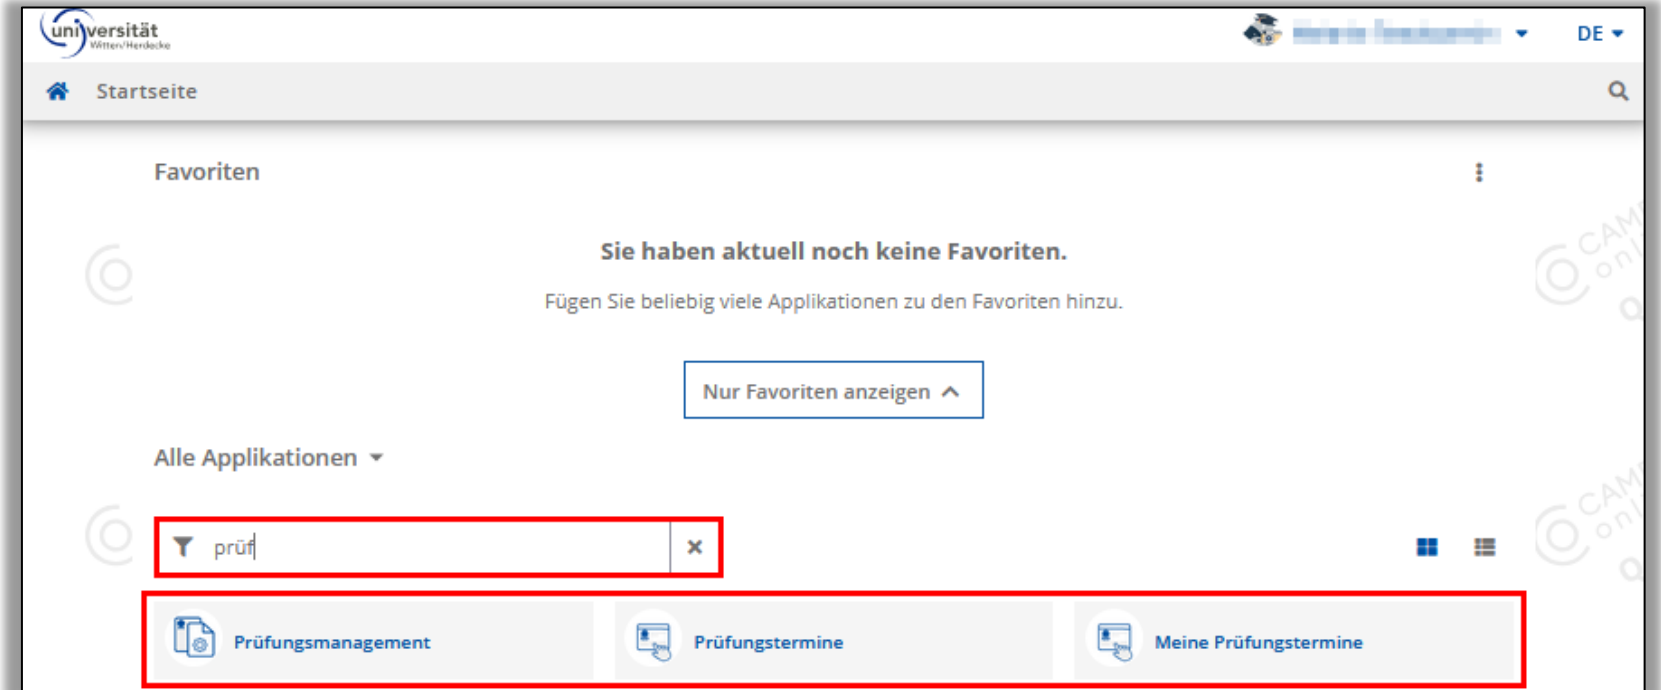 universität
Witten/Herdecke
DE
Startseite
Favoriten
Sie haben aktuell noch keine Favoriten.
Fügen Sie beliebig viele Applikationen zu den Favoriten hinzu.
Nur Favoriten anzeigen
Alle Applikationen
prüf
Prüfungsmanagement
Prüfungstermine
Meine Prüfungstermine